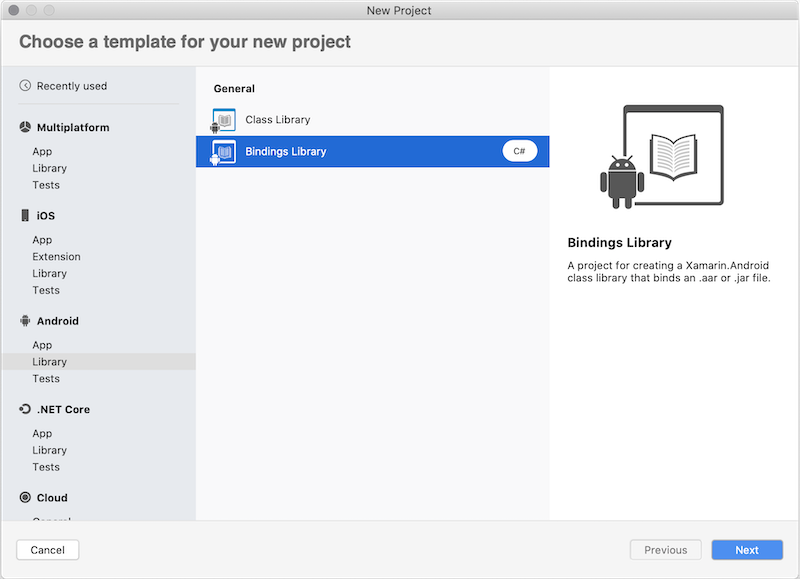 New Project
Choose a template for your new project
Recently used
Multiplatform
App
Library
Tests
iOS
App
Extension
Library
Tests
Android
App
Library
Tests
.NET Core
App
Library
Tests
Cloud
General
Class Library
Bindings Library
C#
Bindings Library
A project for creating a Xamarin.Android
class library that binds an .aar or .jar file.
Cancel
Previous
Next